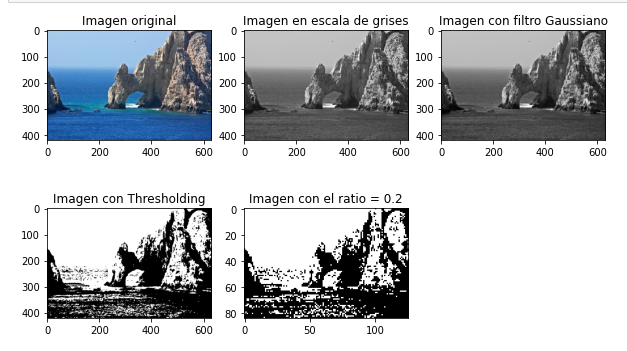 Imagen original
Imagen en escala de grises
Imagen con filtro Gaussiano
0
100
200
300
400
0 200 400 600
0
100
200
300
400
0 200 400 600
0
100
200
300
400
0 200 400 600
Imagen con Thresholding
Imagen con el ratio = 0.2
0
100
200
300
400
0 200 400 600
0
20
40
60
80
0 50 100